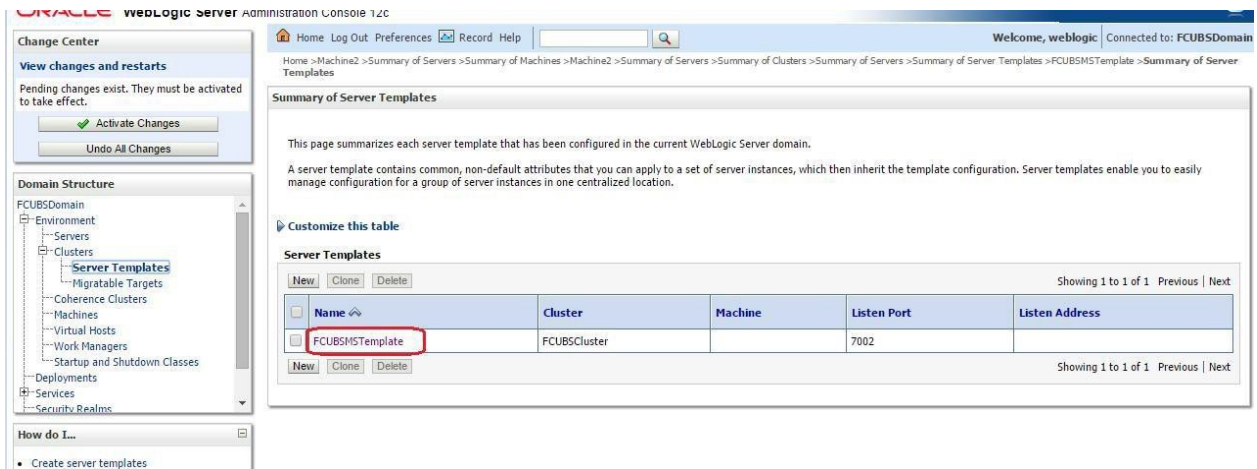 ORACLE WebLogic Server Administration Console 12c
Change Center
View changes and restarts
Pending changes exist. They must be activated
to take effect.
Activate Changes
Undo All Changes
Domain Structure
FCUBSDomain
Environment
Servers
Clusters
Server Templates
Migratable Targets
Coherence Clusters
Machines
Virtual Hosts
Work Managers
Startup and Shutdown Classes
Deployments
Services
Security Realms
How do I...
Create server templates
Home Log Out Preferences Record Help
Welcome, weblogic Connected to: FCUBSDomain
Home >Machine2 >Summary of Servers >Summary of Machines >Machine2 >Summary of Servers >Summary of Clusters >Summary of Servers >Summary of Server Templates >FCUBSMSTemplate >Summary of Server
Templates
Summary of Server Templates
This page summarizes each server template that has been configured in the current WebLogic Server domain.
A server template contains common, non-default attributes that you can apply to a set of server instances, which then inherit the template configuration. Server templates enable you to easily
manage configuration for a group of server instances in one centralized location.
Customize this table
Server Templates
New Clone Delete Showing 1 to 1 of 1 Previous | Next
Name Cluster Machine Listen Port Listen Address
FCUBSMSTemplate FCUBSCluster 7002
New Clone Delete Showing 1 to 1 of 1 Previous | Next